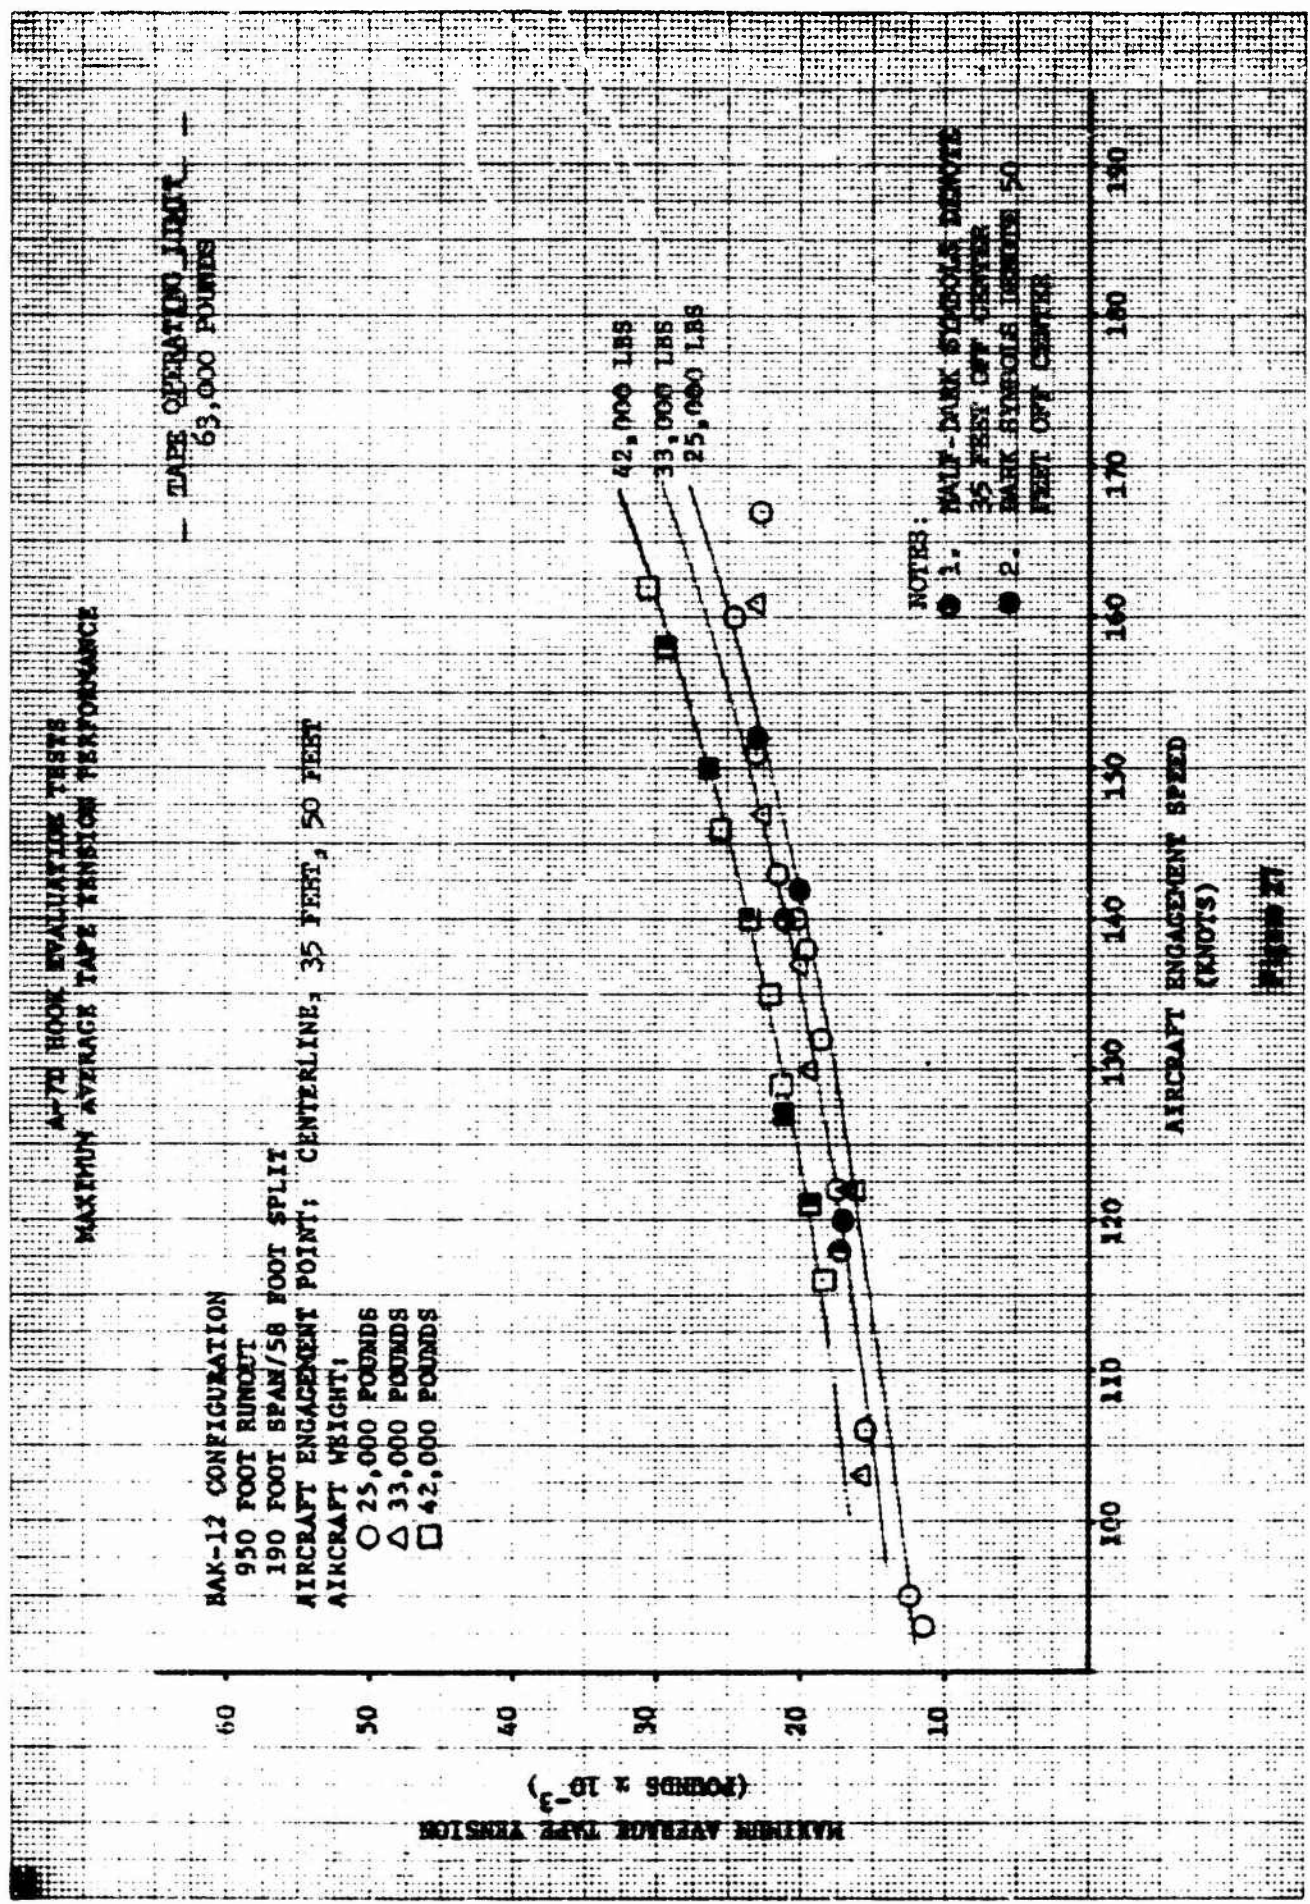 A-7D HOOK EVALUATION TESTS
MAXIMUM AVERAGE TAPE TENSION PERFORMANCE
BAK-12 CONFIGURATION
950 FOOT RUNOUT
190 FOOT SPAN/58 FOOT SPLIT
AIRCRAFT ENGAGEMENT POINT: CENTERLINE, 35 FEET, 50 FEET
AIRCRAFT WEIGHT:
25,000 POUNDS
33,000 POUNDS
42,000 POUNDS
TAPE OPERATING LIMIT
63,000 POUNDS
42,000 LBS
33,000 LBS
25,000 LBS
NOTES:
1. HALF-DARK SYMBOLS DENOTE
35 FEET OFF CENTER
2. DARK SYMBOLS DENOTE 50
FEET OFF CENTER
MAXIMUM AVERAGE TAPE TENSION
(POUNDS x 10⁻³)
60
50
40
30
20
10
100 110 120 130 140 150 160 170 180 190
AIRCRAFT ENGAGEMENT SPEED
(KNOTS)
Figure 27